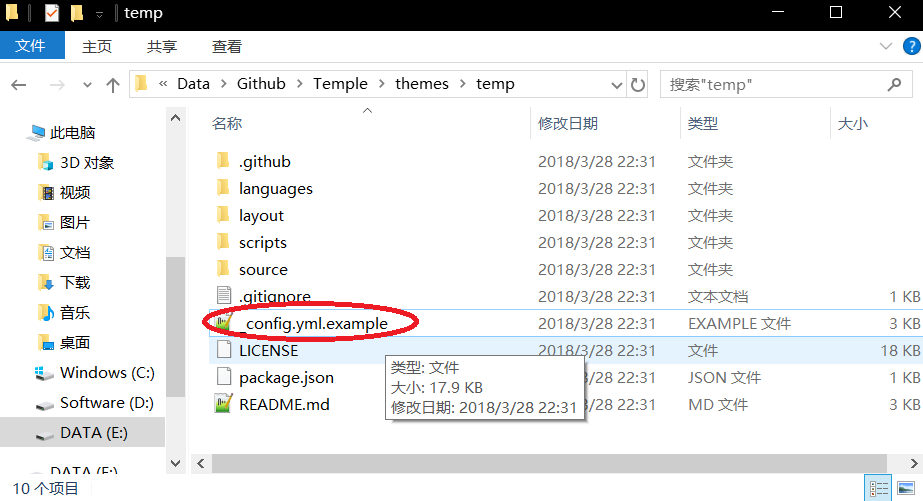 temp
文件 主页 共享 查看
« Data › Github › Temple › themes › temp 搜索"temp"
名称 修改日期 类型 大小
此电脑
3D 对象
视频
图片
文档
下载
音乐
桌面
Windows (C:)
Software (D:)
DATA (E:)
DATA (E:)
.github 2018/3/28 22:31 文件夹
languages 2018/3/28 22:31 文件夹
layout 2018/3/28 22:31 文件夹
scripts 2018/3/28 22:31 文件夹
source 2018/3/28 22:31 文件夹
.gitignore 2018/3/28 22:31 文本文档 1 KB
_config.yml.example 2018/3/28 22:31 EXAMPLE 文件 3 KB
LICENSE 2018/3/28 22:31 文件 18 KB
package.json 2018/3/28 22:31 JSON 文件 1 KB
README.md 2018/3/28 22:31 MD 文件 3 KB
类型: 文件
大小: 17.9 KB
修改日期: 2018/3/28 22:31
10 个项目